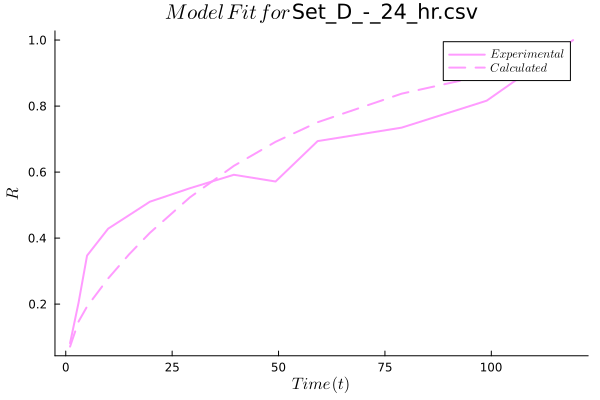 Model Fit for Set_D_-_24_hr.csv
1.0
Experimental
Calculated
0.8
0.6
R
0.4
0.2
0 25 50 75 100
Time(t)